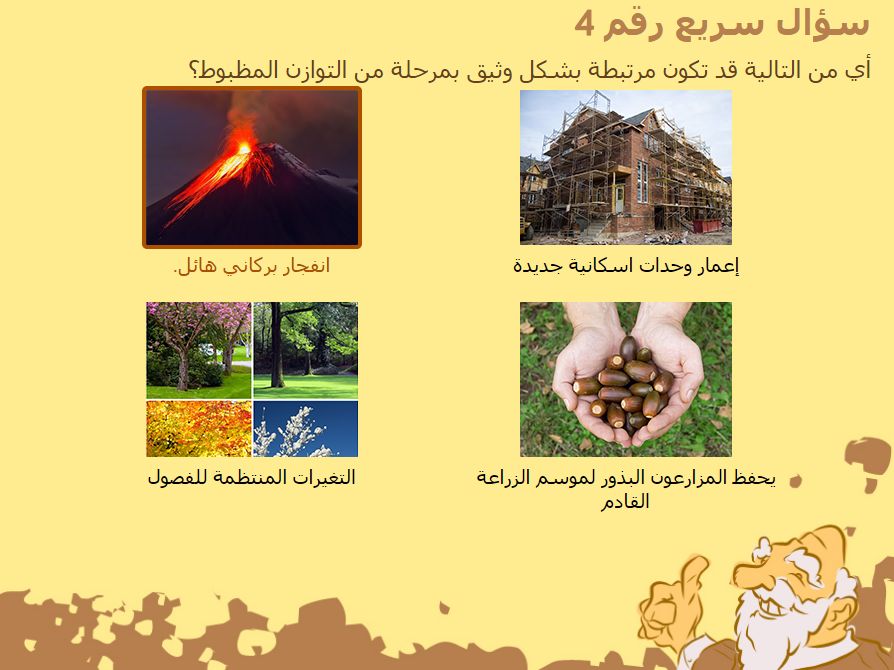 سؤال سريع رقم 4
أي من التالية قد تكون مرتبطة بشكل وثيق بمرحلة من التوازن المظبوط؟
إعمار وحدات اسكانية جديدة
انفجار بركاني هائل.
يحفظ المزارعون البذور لموسم الزراعة
القادم
التغيرات المنتظمة للفصول